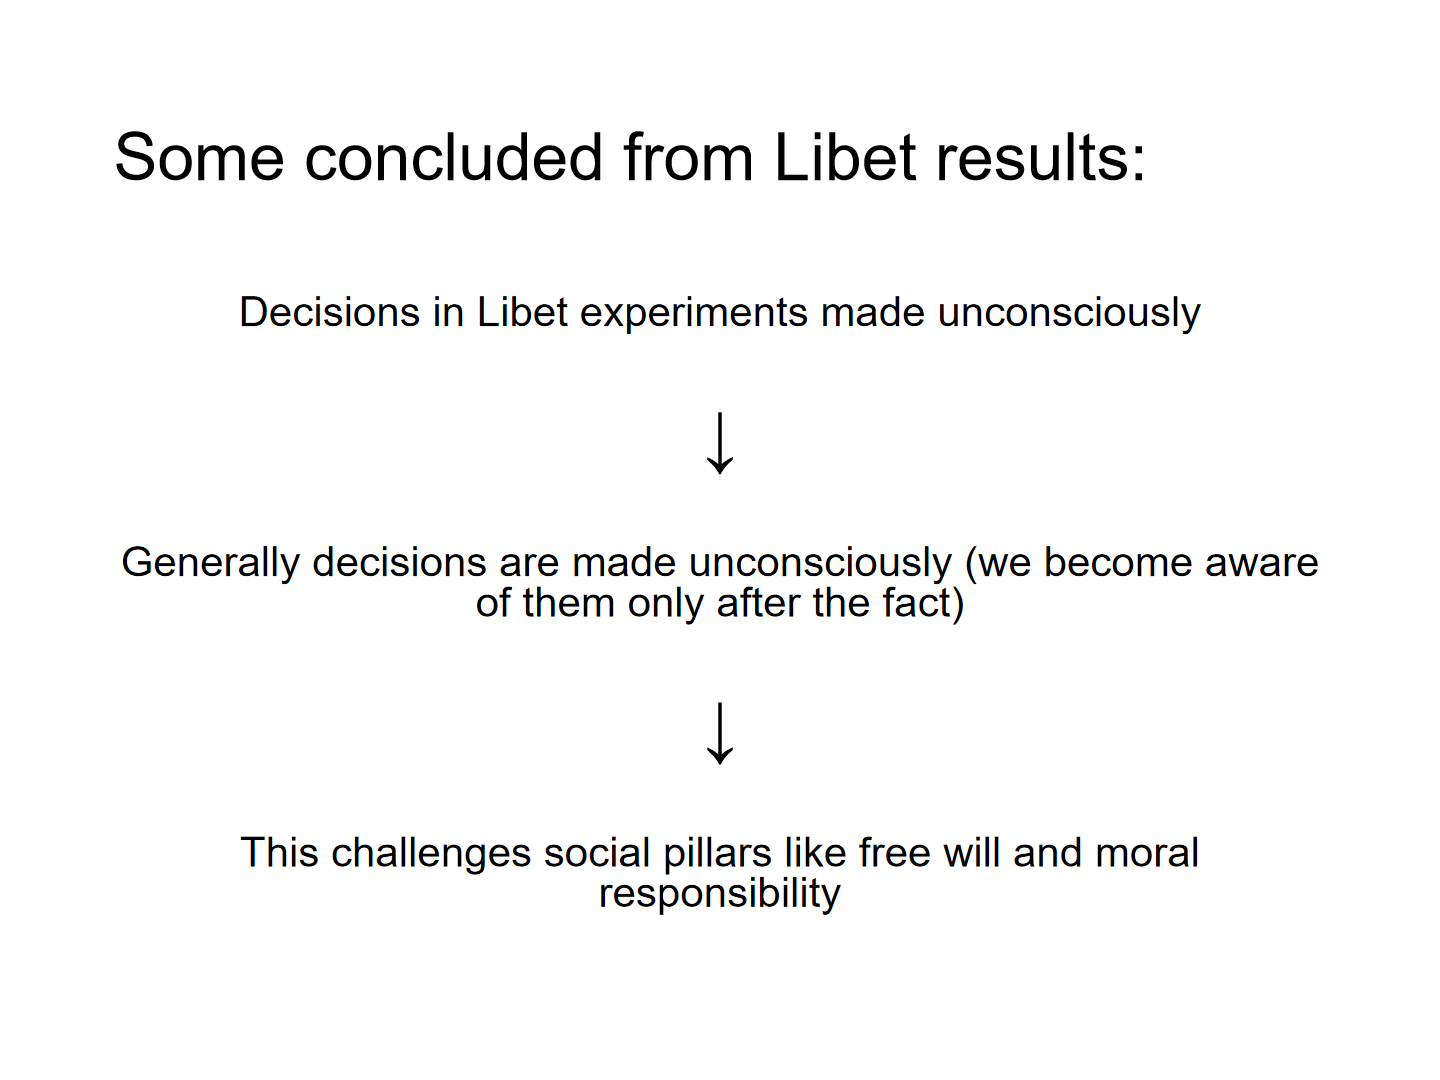 Some concluded from Libet results:
Decisions in Libet experiments made unconsciously
↓
Generally decisions are made unconsciously (we become aware
of them only after the fact)
↓
This challenges social pillars like free will and moral
responsibility